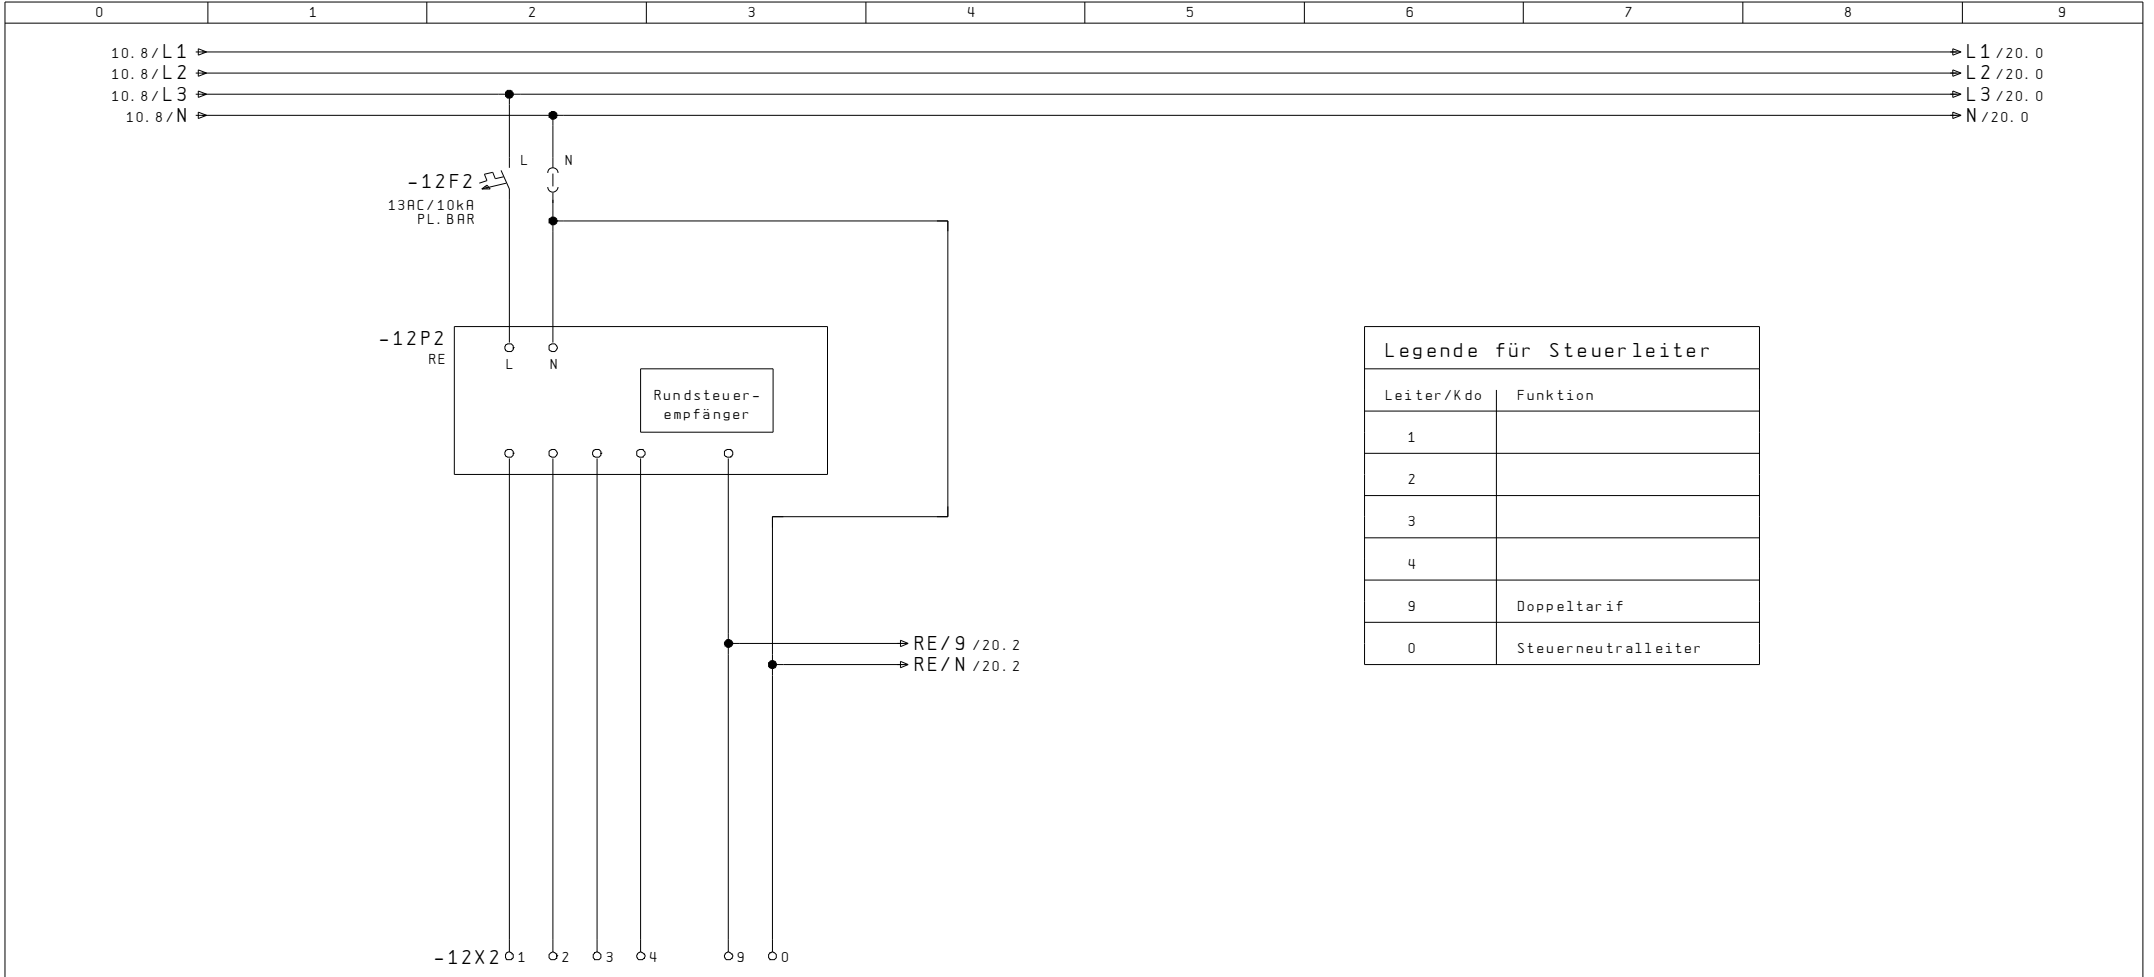 0 1 2 3 4 5 6 7 8 9
10.8/L1 L1/20.0
10.8/L2 L2/20.0
10.8/L3 L3/20.0
10.8/N N/20.0
L N
-12F2
13AC/10kA
PL.BAR
-12P2
RE
L N
Rundsteuer-
empfänger
Legende für Steuerleiter
Leiter/Kdo Funktion
1
2
3
4
9 Doppeltarif
0 Steuerneutralleiter
RE/9 /20.2
RE/N /20.2
-12X2 1 2 3 4 9 0